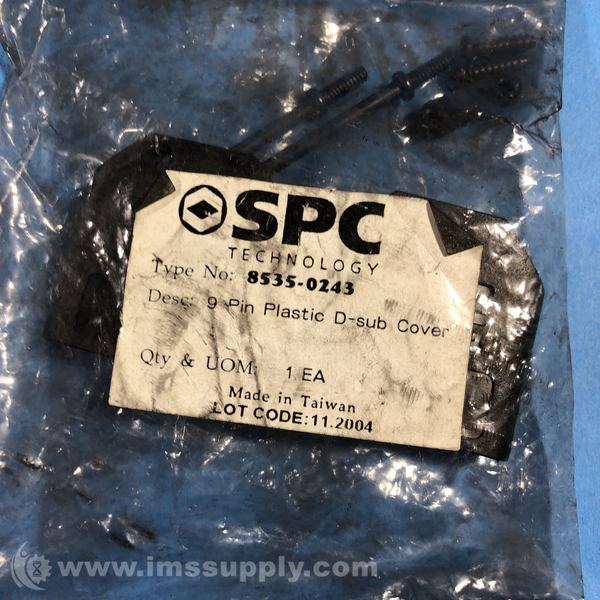 SPC
TECHNOLOGY
Type No: 8535-0243
Desc: 9 Pin Plastic D-sub Cover
Qty & UOM: 1 EA
Made in Taiwan
LOT CODE:11.2004
www.imssupply.com